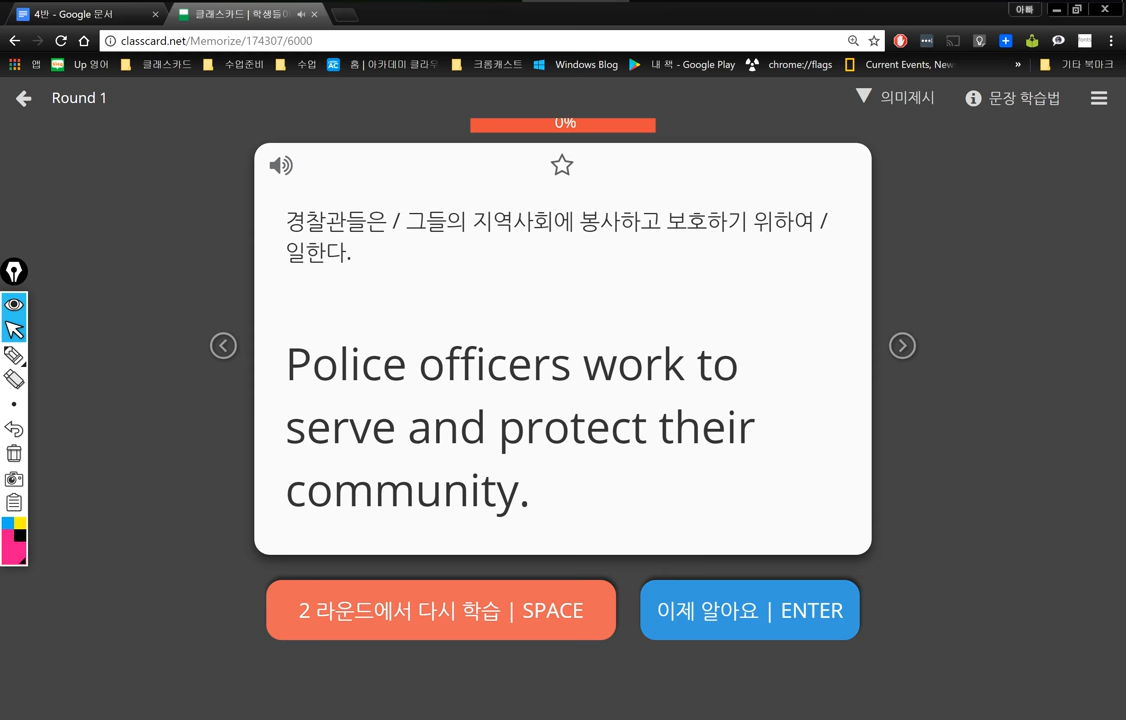 4반 - Google 문서
클래스카드 | 학생들이
아빠
classcard.net/Memorize/174307/6000
앱
Up 영어
클래스카드
수업준비
수업
홈 | 아카데미 클라우
크롬캐스트
Windows Blog
내 책 - Google Play
chrome://flags
Current Events, New
»
기타 북마크
Round 1
의미제시
문장 학습법
0%
경찰관들은 / 그들의 지역사회에 봉사하고 보호하기 위하여 /
일한다.
Police officers work to
serve and protect their
community.
2 라운드에서 다시 학습 | SPACE
이제 알아요 | ENTER